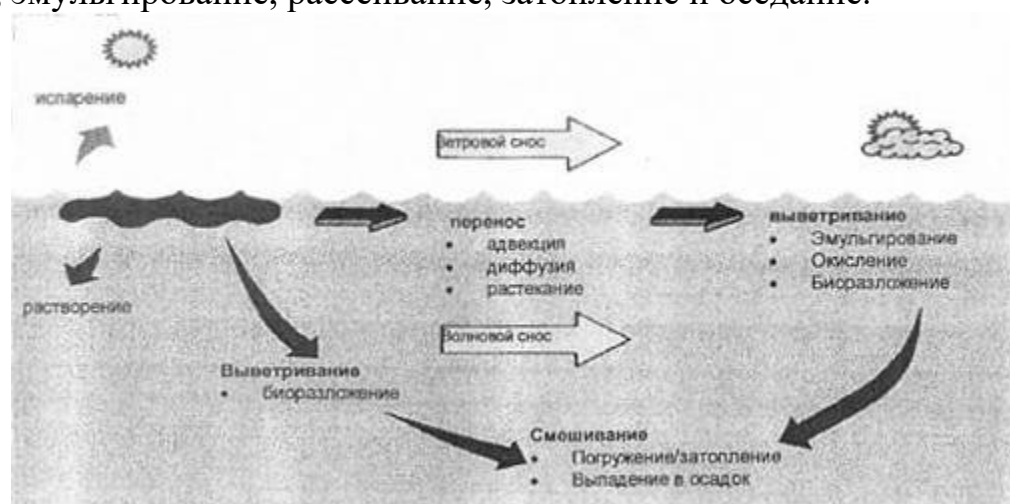 эмульгирование, рассеивание, затопление и оседание.
испарение
Ветровой снос
перенос
• адвекция
• диффузия
• растекание
выветривание
• Эмульгирование
• Окисление
• Биоразложение
растворение
Волновой снос
Выветривание
• биоразложение
Смошивание
• Погружение/затопление
• Выпадение в осадок